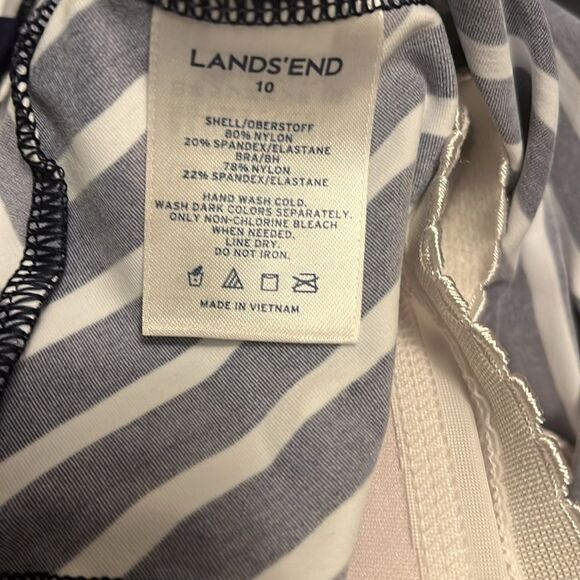 LANDS'END
10
SHELL/OBERSTOFF
80% NYLON
20% SPANDEX/ELASTANE
BRA/BH
78% NYLON
22% SPANDEX/ELASTANE
HAND WASH COLD.
WASH DARK COLORS SEPARATELY.
ONLY NON-CHLORINE BLEACH
WHEN NEEDED.
LINE DRY.
DO NOT IRON.
MADE IN VIETNAM